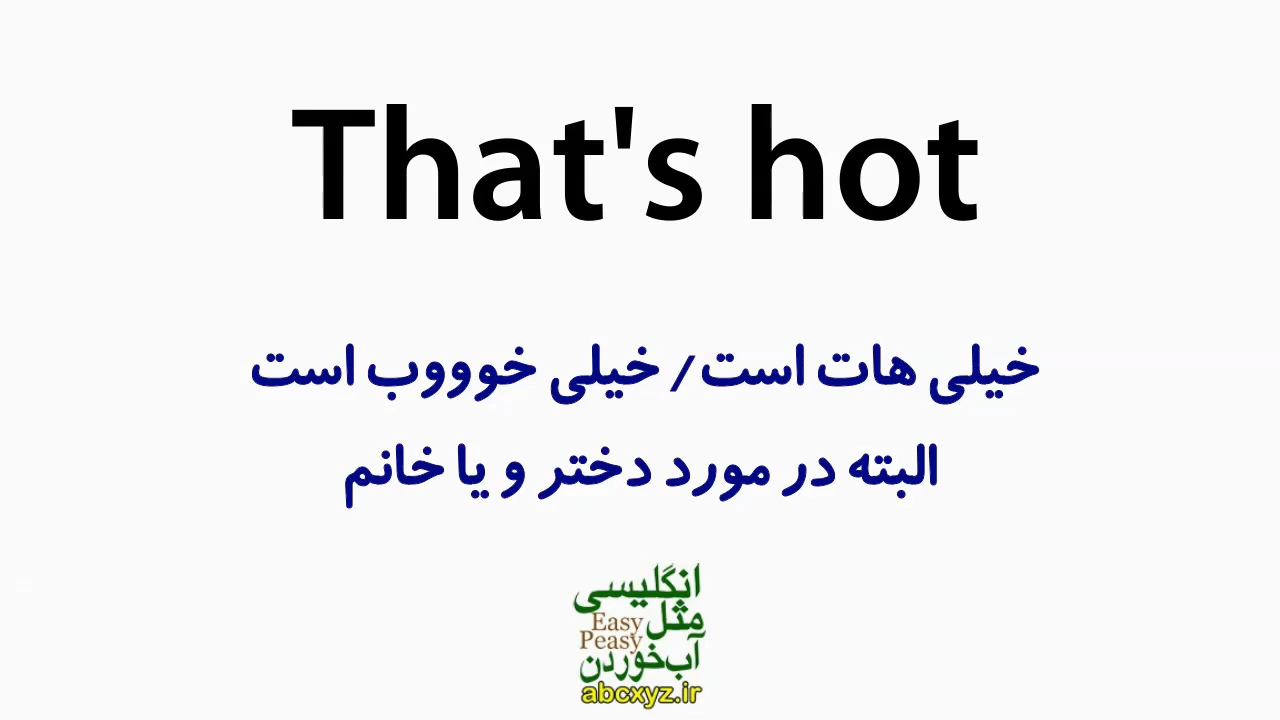 That's hot
خیلی هات است/ خیلی خوووب است
البته در مورد دختر و یا خانم
انگلیسی
مثل
Easy
Peasy
آب‌خوردن
abcxyz.ir